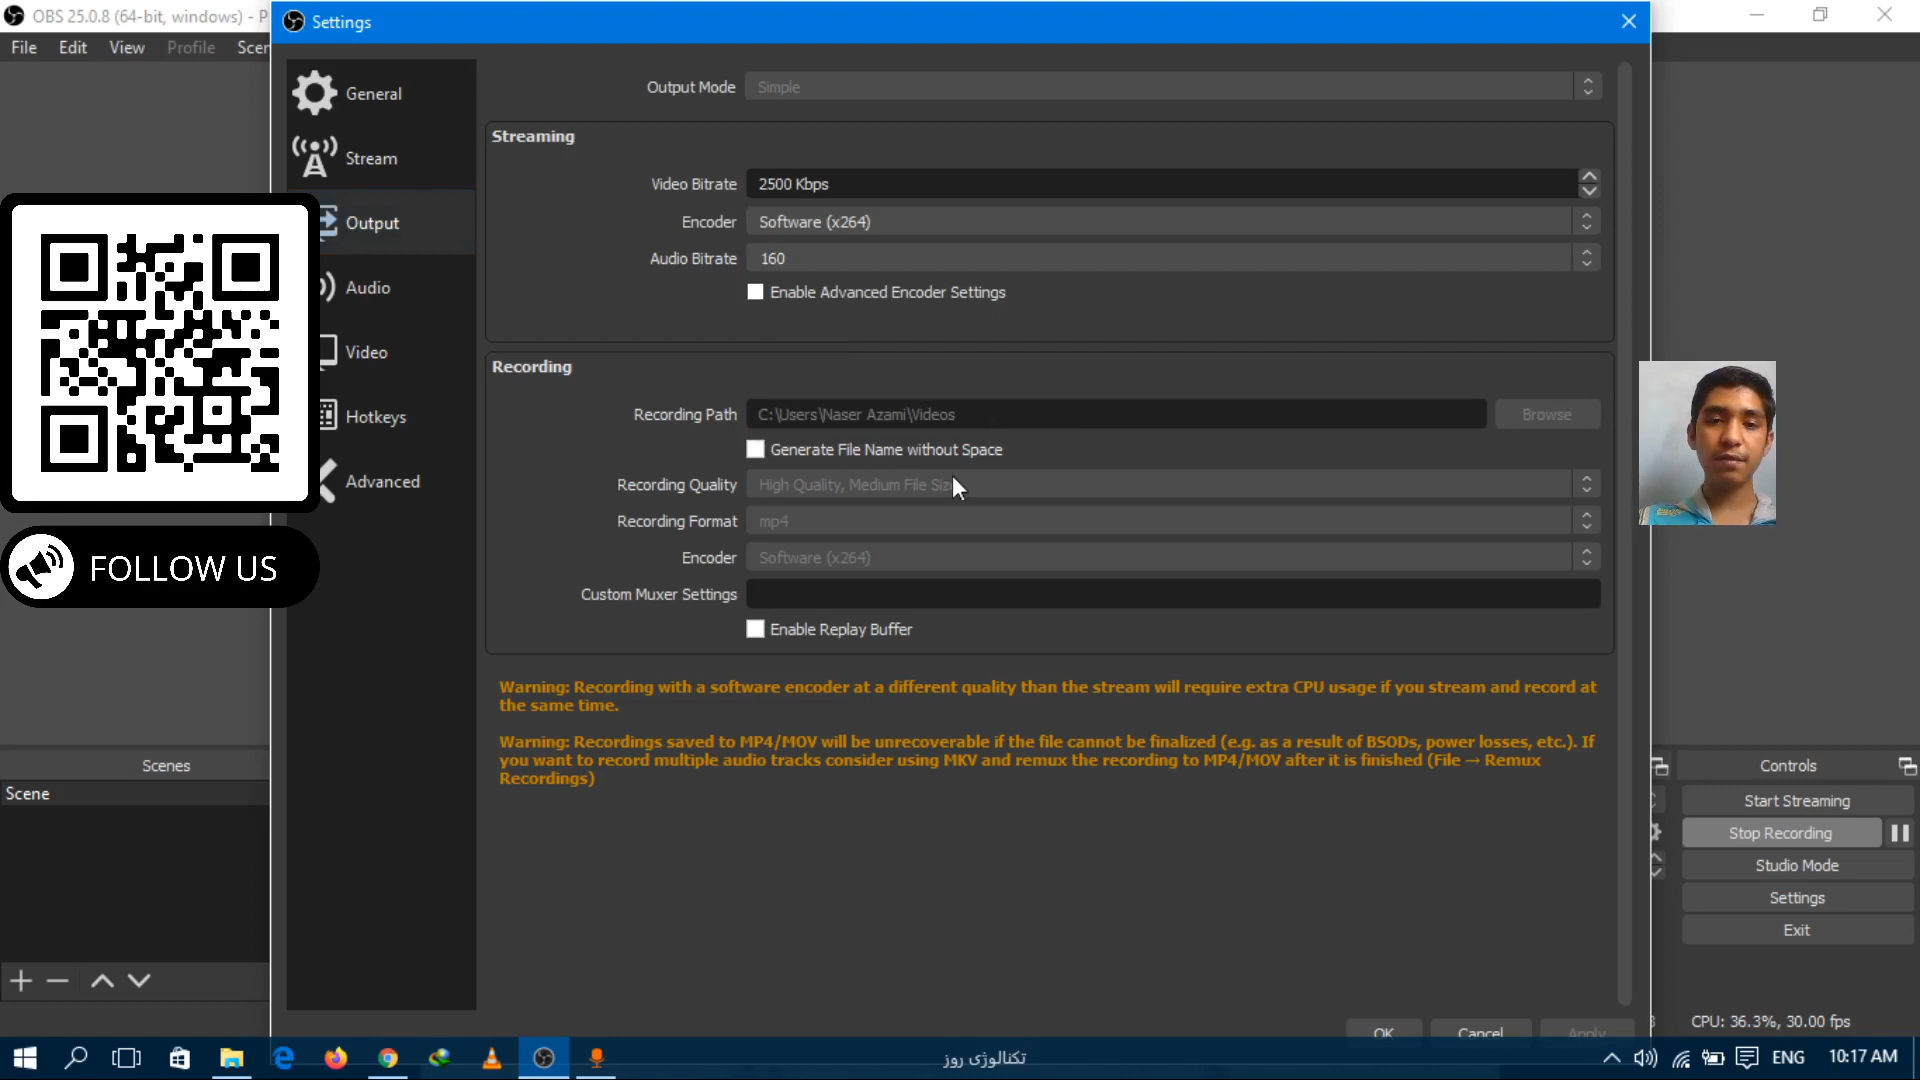 OBS 25.0.8 (64-bit, windows) - P
Settings
File Edit View Profile Scen
General
Stream
Output
Audio
Video
Hotkeys
Advanced
FOLLOW US
Output Mode Simple
Streaming
Video Bitrate 2500 Kbps
Encoder Software (x264)
Audio Bitrate 160
Enable Advanced Encoder Settings
Recording
Recording Path C:\Users\Naser Azami\Videos Browse
Generate File Name without Space
Recording Quality High Quality, Medium File Size
Recording Format mp4
Encoder Software (x264)
Custom Muxer Settings
Enable Replay Buffer
Warning: Recording with a software encoder at a different quality than the stream will require extra CPU usage if you stream and record at
the same time.
Warning: Recordings saved to MP4/MOV will be unrecoverable if the file cannot be finalized (e.g. as a result of BSODs, power losses, etc.). If
you want to record multiple audio tracks consider using MKV and remux the recording to MP4/MOV after it is finished (File → Remux
Recordings)
Scenes
Scene
Controls
Start Streaming
Stop Recording
Studio Mode
Settings
Exit
OK Cancel Apply
CPU: 36.3%, 30.00 fps
تکنالوژی روز
ENG 10:17 AM